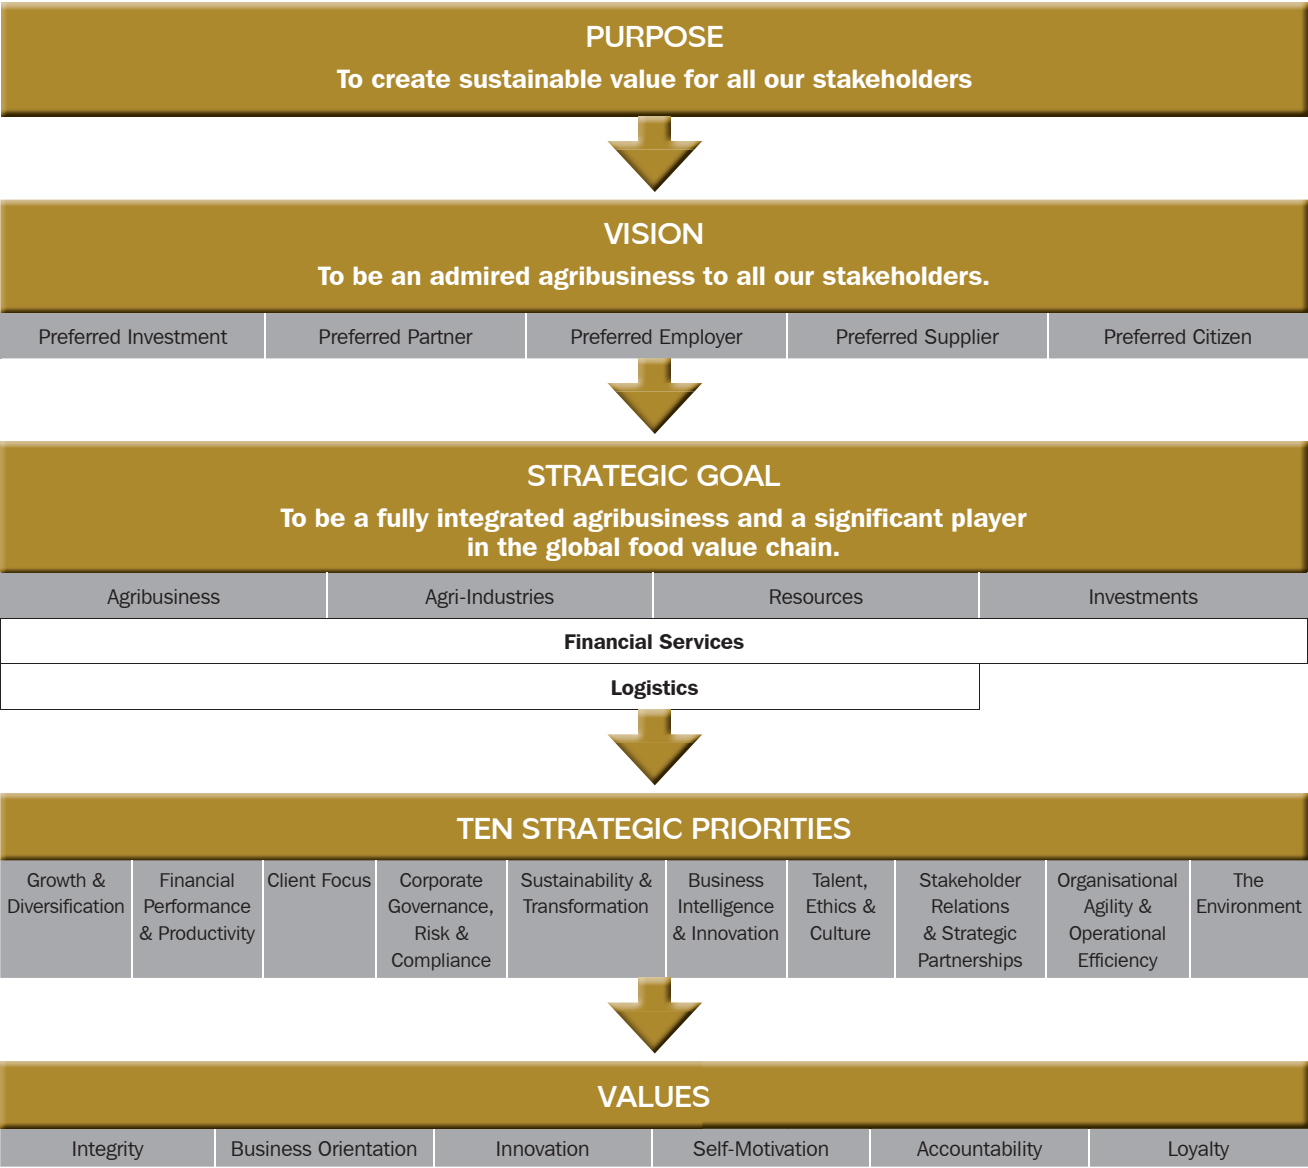 PURPOSE
To create sustainable value for all our stakeholders
VISION
To be an admired agribusiness to all our stakeholders.
Preferred Investment
Preferred Partner
Preferred Employer
Preferred Supplier
Preferred Citizen
STRATEGIC GOAL
To be a fully integrated agribusiness and a significant player
in the global food value chain.
Agribusiness
Agri-Industries
Resources
Investments
Financial Services
Logistics
TEN STRATEGIC PRIORITIES
Growth &
Diversification
Financial
Performance
& Productivity
Client Focus
Corporate
Governance,
Risk &
Compliance
Sustainability &
Transformation
Business
Intelligence
& Innovation
Talent,
Ethics &
Culture
Stakeholder
Relations
& Strategic
Partnerships
Organisational
Agility &
Operational
Efficiency
The
Environment
VALUES
Integrity
Business Orientation
Innovation
Self-Motivation
Accountability
Loyalty